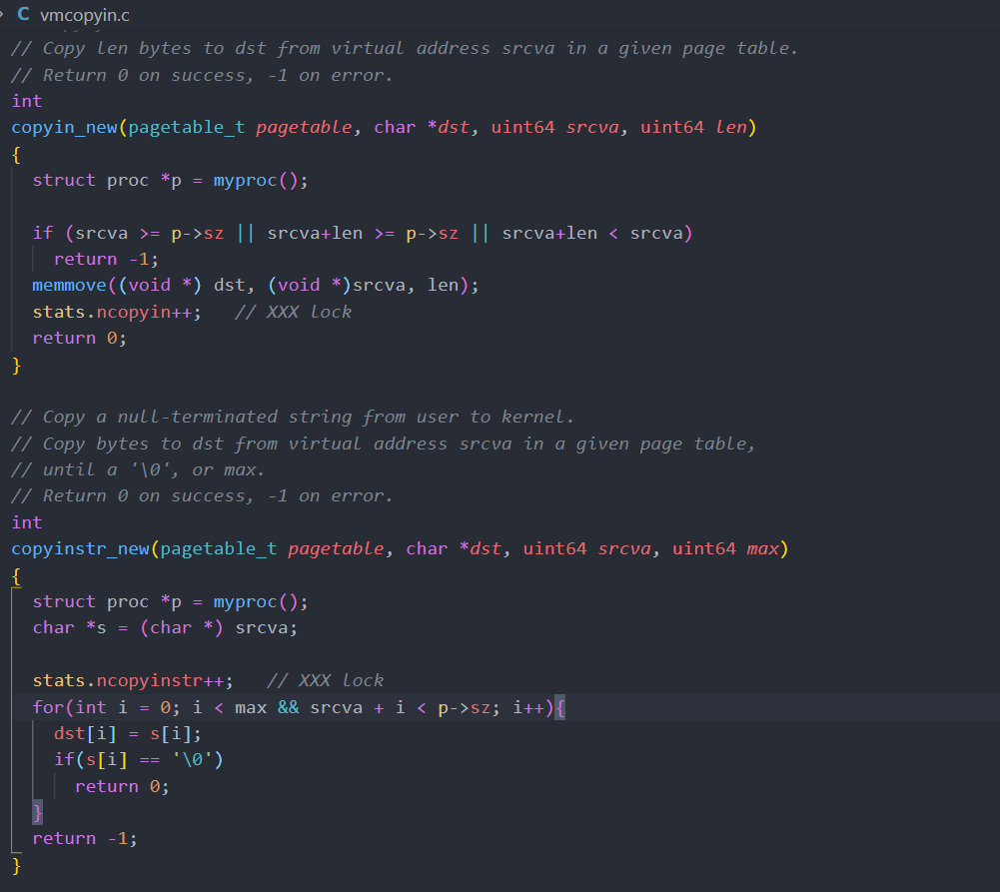 C vmcopyin.c
// Copy len bytes to dst from virtual address srcva in a given page table.
// Return 0 on success, -1 on error.
int
copyin_new(pagetable_t pagetable, char *dst, uint64 srcva, uint64 len)
{
  struct proc *p = myproc();

  if (srcva >= p->sz || srcva+len >= p->sz || srcva+len < srcva)
    return -1;
  memmove((void *) dst, (void *)srcva, len);
  stats.ncopyin++;   // XXX lock
  return 0;
}

// Copy a null-terminated string from user to kernel.
// Copy bytes to dst from virtual address srcva in a given page table,
// until a '\0', or max.
// Return 0 on success, -1 on error.
int
copyinstr_new(pagetable_t pagetable, char *dst, uint64 srcva, uint64 max)
{
  struct proc *p = myproc();
  char *s = (char *) srcva;

  stats.ncopyinstr++;   // XXX lock
  for(int i = 0; i < max && srcva + i < p->sz; i++){
    dst[i] = s[i];
    if(s[i] == '\0')
      return 0;
  }
  return -1;
}